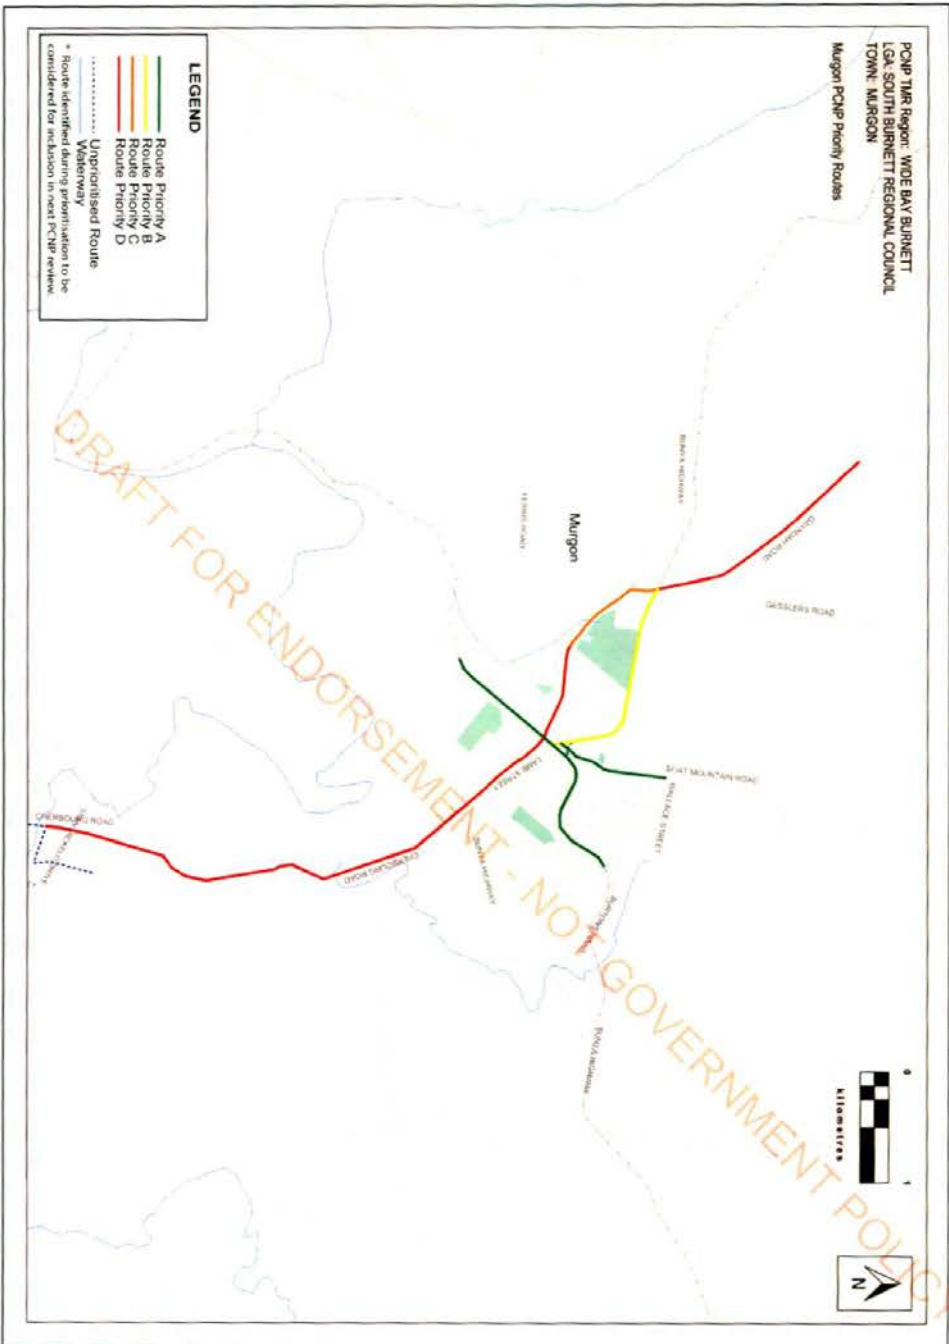 PCNP TMR Region: WIDE BAY BURNETT
LGA: SOUTH BURNETT REGIONAL COUNCIL
TOWN: MURGON
Murgon PCNP Priority Routes
0 1
kilometres
N
GESSLERS ROAD
BUNYA HIGHWAY
Murgon
BOAT MOUNTAIN ROAD
WALLACE STREET
LAMB STREET
BUNYA HIGHWAY
BUNYA HIGHWAY
CHERBOURG ROAD
CHERBOURG ROAD
DRAFT FOR ENDORSEMENT - NOT GOVERNMENT POLICY
LEGEND
Route Priority A
Route Priority B
Route Priority C
Route Priority D
Unprioritised Route
Waterway
* Route identified during prioritisation to be
considered for inclusion in next PCNP review.